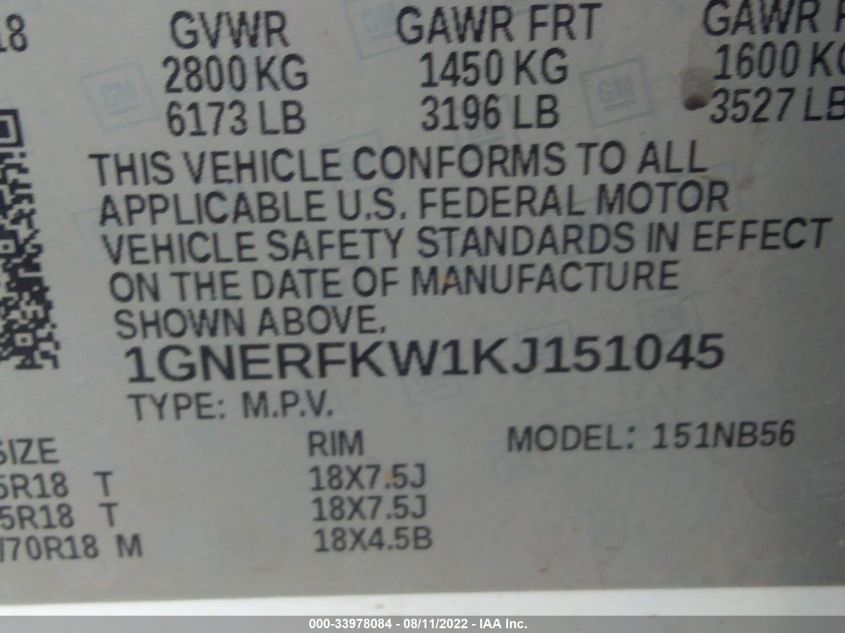 18 GVWR GAWR FRT GAWR
2800 KG 1450 KG 1600 KG
6173 LB 3196 LB 3527 LB
THIS VEHICLE CONFORMS TO ALL
APPLICABLE U.S. FEDERAL MOTOR
VEHICLE SAFETY STANDARDS IN EFFECT
ON THE DATE OF MANUFACTURE
SHOWN ABOVE.
1GNERFKW1KJ151045
TYPE: M.P.V.
SIZE RIM MODEL: 151NB56
5R18 T 18X7.5J
5R18 T 18X7.5J
/70R18 M 18X4.5B
000-33978084 - 08/11/2022 - IAA Inc.